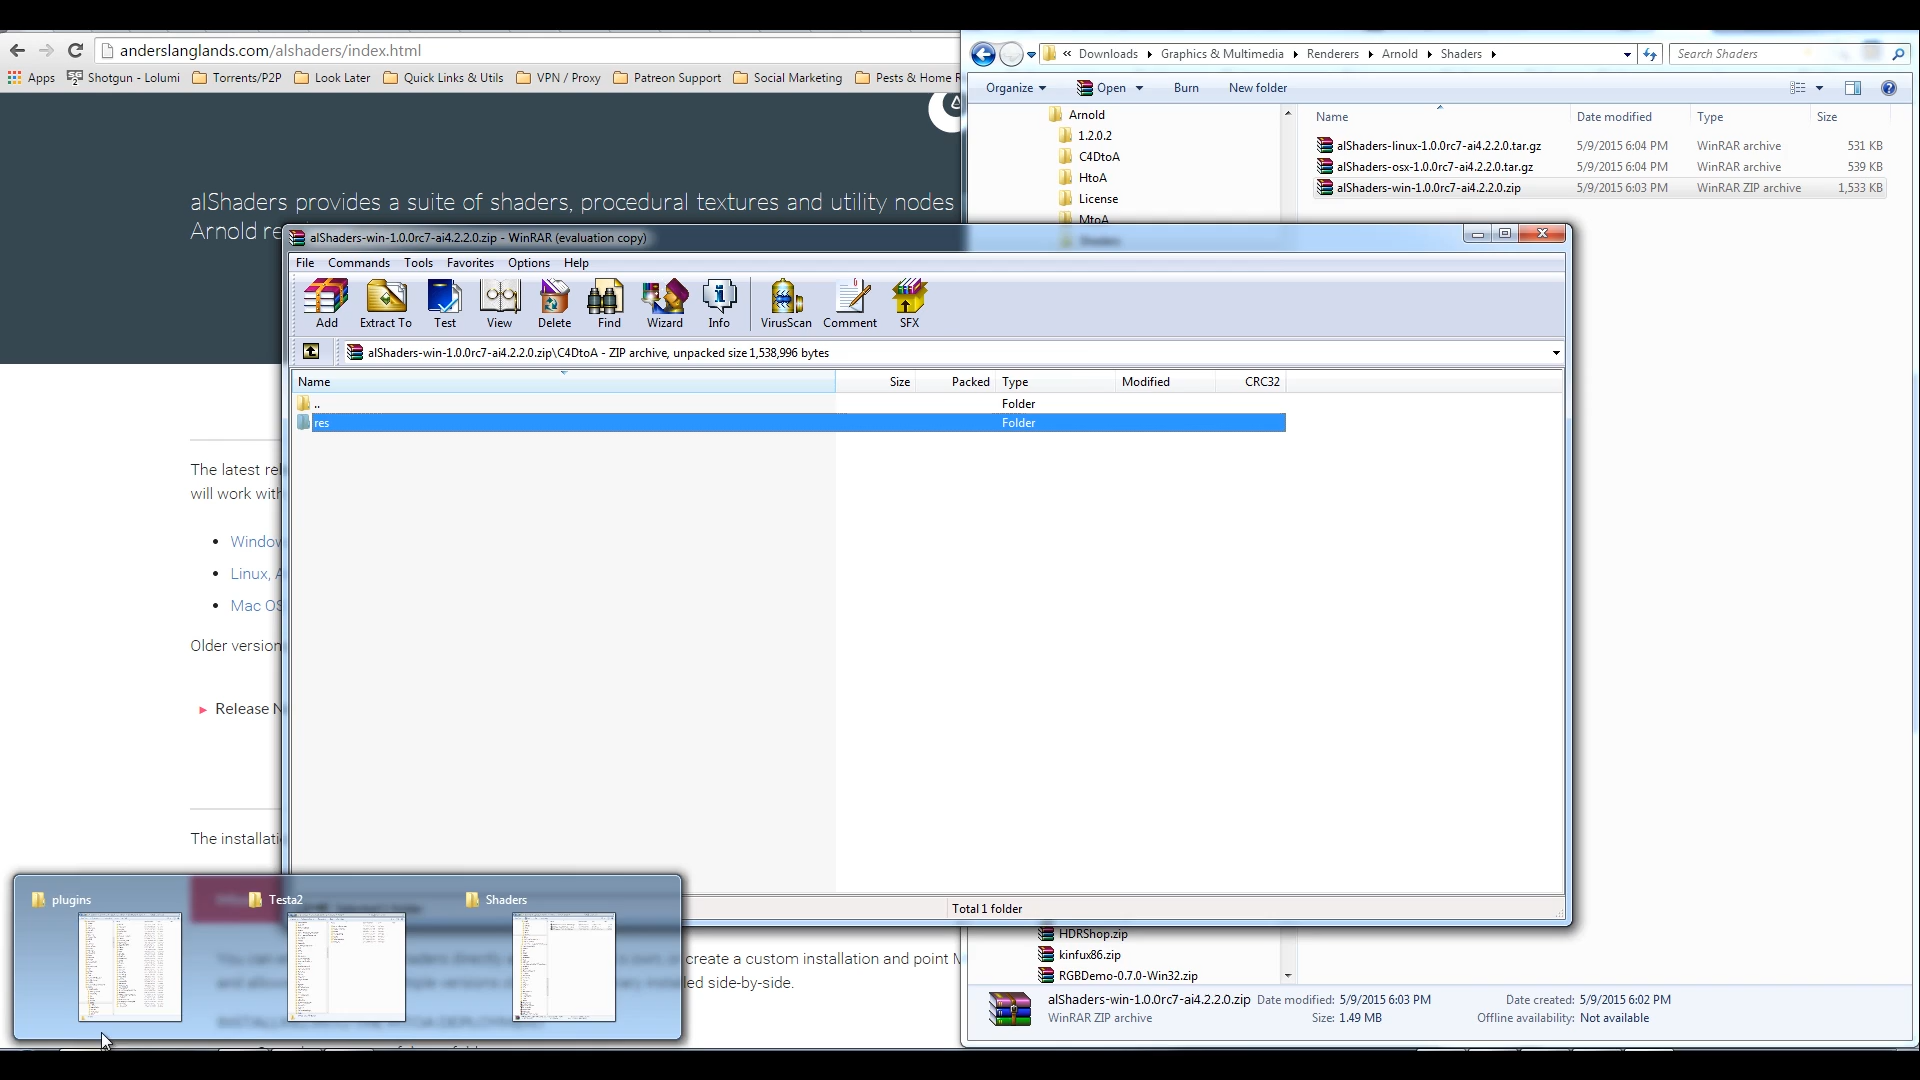 anderslanglands.com/alshaders/index.html
Apps
Shotgun - Lolumi
Torrents/P2P
Look Later
Quick Links & Utils
VPN / Proxy
Patreon Support
Social Marketing
Pests & Home R
alShaders provides a suite of shaders, procedural textures and utility nodes
Arnold re
The latest rel
will work with
Window
Linux, A
Mac OS
Older version
Release N
The installati
create a custom installation and point M
led side-by-side.
« Downloads Graphics & Multimedia Renderers Arnold Shaders
Search Shaders
Organize
Open
Burn
New folder
Arnold
1.2.0.2
C4DtoA
HtoA
License
MtoA
Shaders
Name Date modified Type Size
alShaders-linux-1.0.0rc7-ai4.2.2.0.tar.gz 5/9/2015 6:04 PM WinRAR archive 531 KB
alShaders-osx-1.0.0rc7-ai4.2.2.0.tar.gz 5/9/2015 6:04 PM WinRAR archive 539 KB
alShaders-win-1.0.0rc7-ai4.2.2.0.zip 5/9/2015 6:03 PM WinRAR ZIP archive 1,533 KB
alShaders-win-1.0.0rc7-ai4.2.2.0.zip - WinRAR (evaluation copy)
File Commands Tools Favorites Options Help
Add Extract To Test View Delete Find Wizard Info VirusScan Comment SFX
alShaders-win-1.0.0rc7-ai4.2.2.0.zip\C4DtoA - ZIP archive, unpacked size 1,538,996 bytes
Name Size Packed Type Modified CRC32
.. Folder
res Folder
Total 1 folder
plugins
Testa2
Shaders
HDRShop.zip
kinfux86.zip
RGBDemo-0.7.0-Win32.zip
alShaders-win-1.0.0rc7-ai4.2.2.0.zip Date modified: 5/9/2015 6:03 PM Date created: 5/9/2015 6:02 PM
WinRAR ZIP archive Size: 1.49 MB Offline availability: Not available